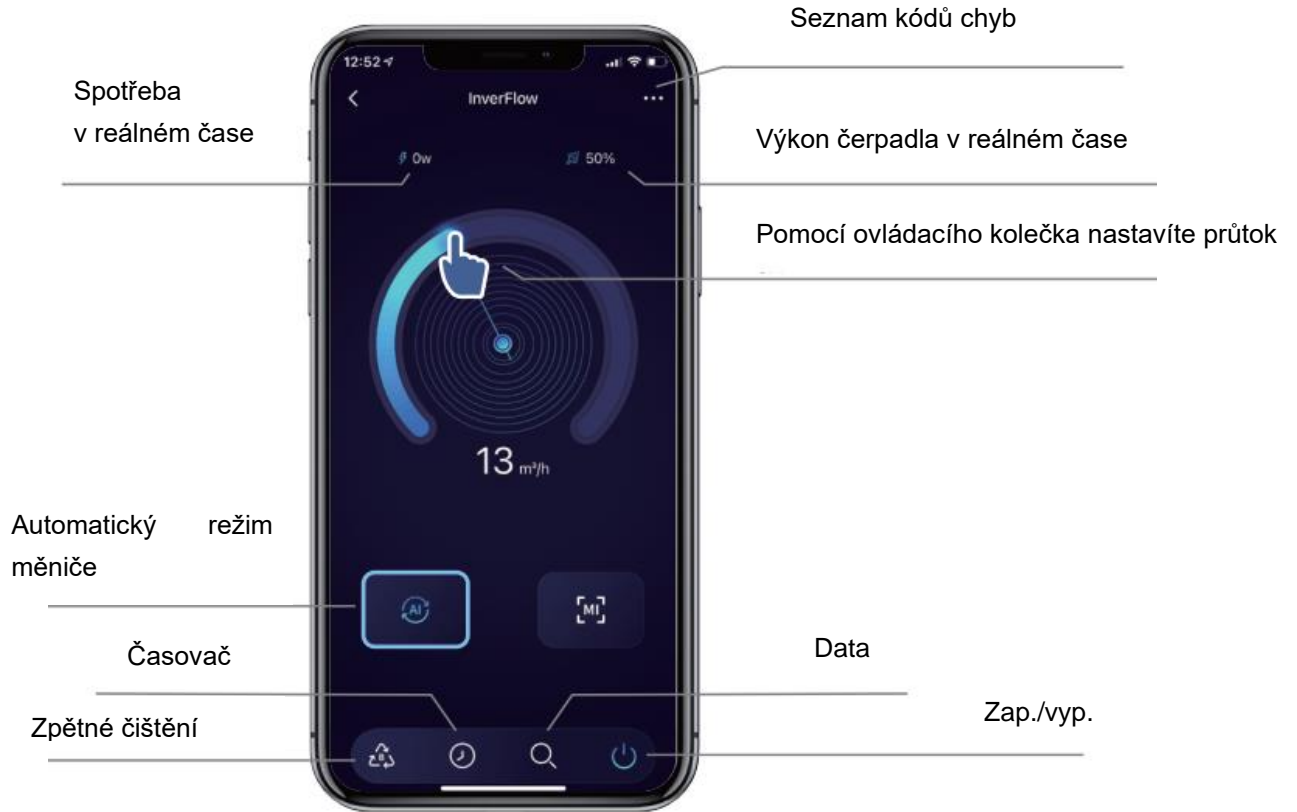 Seznam kódů chyb
12:52
InverFlow
Spotřeba
v reálném čase
0w
50%
Výkon čerpadla v reálném čase
Pomocí ovládacího kolečka nastavíte průtok
13 m³/h
Automatický režim
měniče
AI
MI
Časovač
Data
Zpětné čištění
Zap./vyp.
B